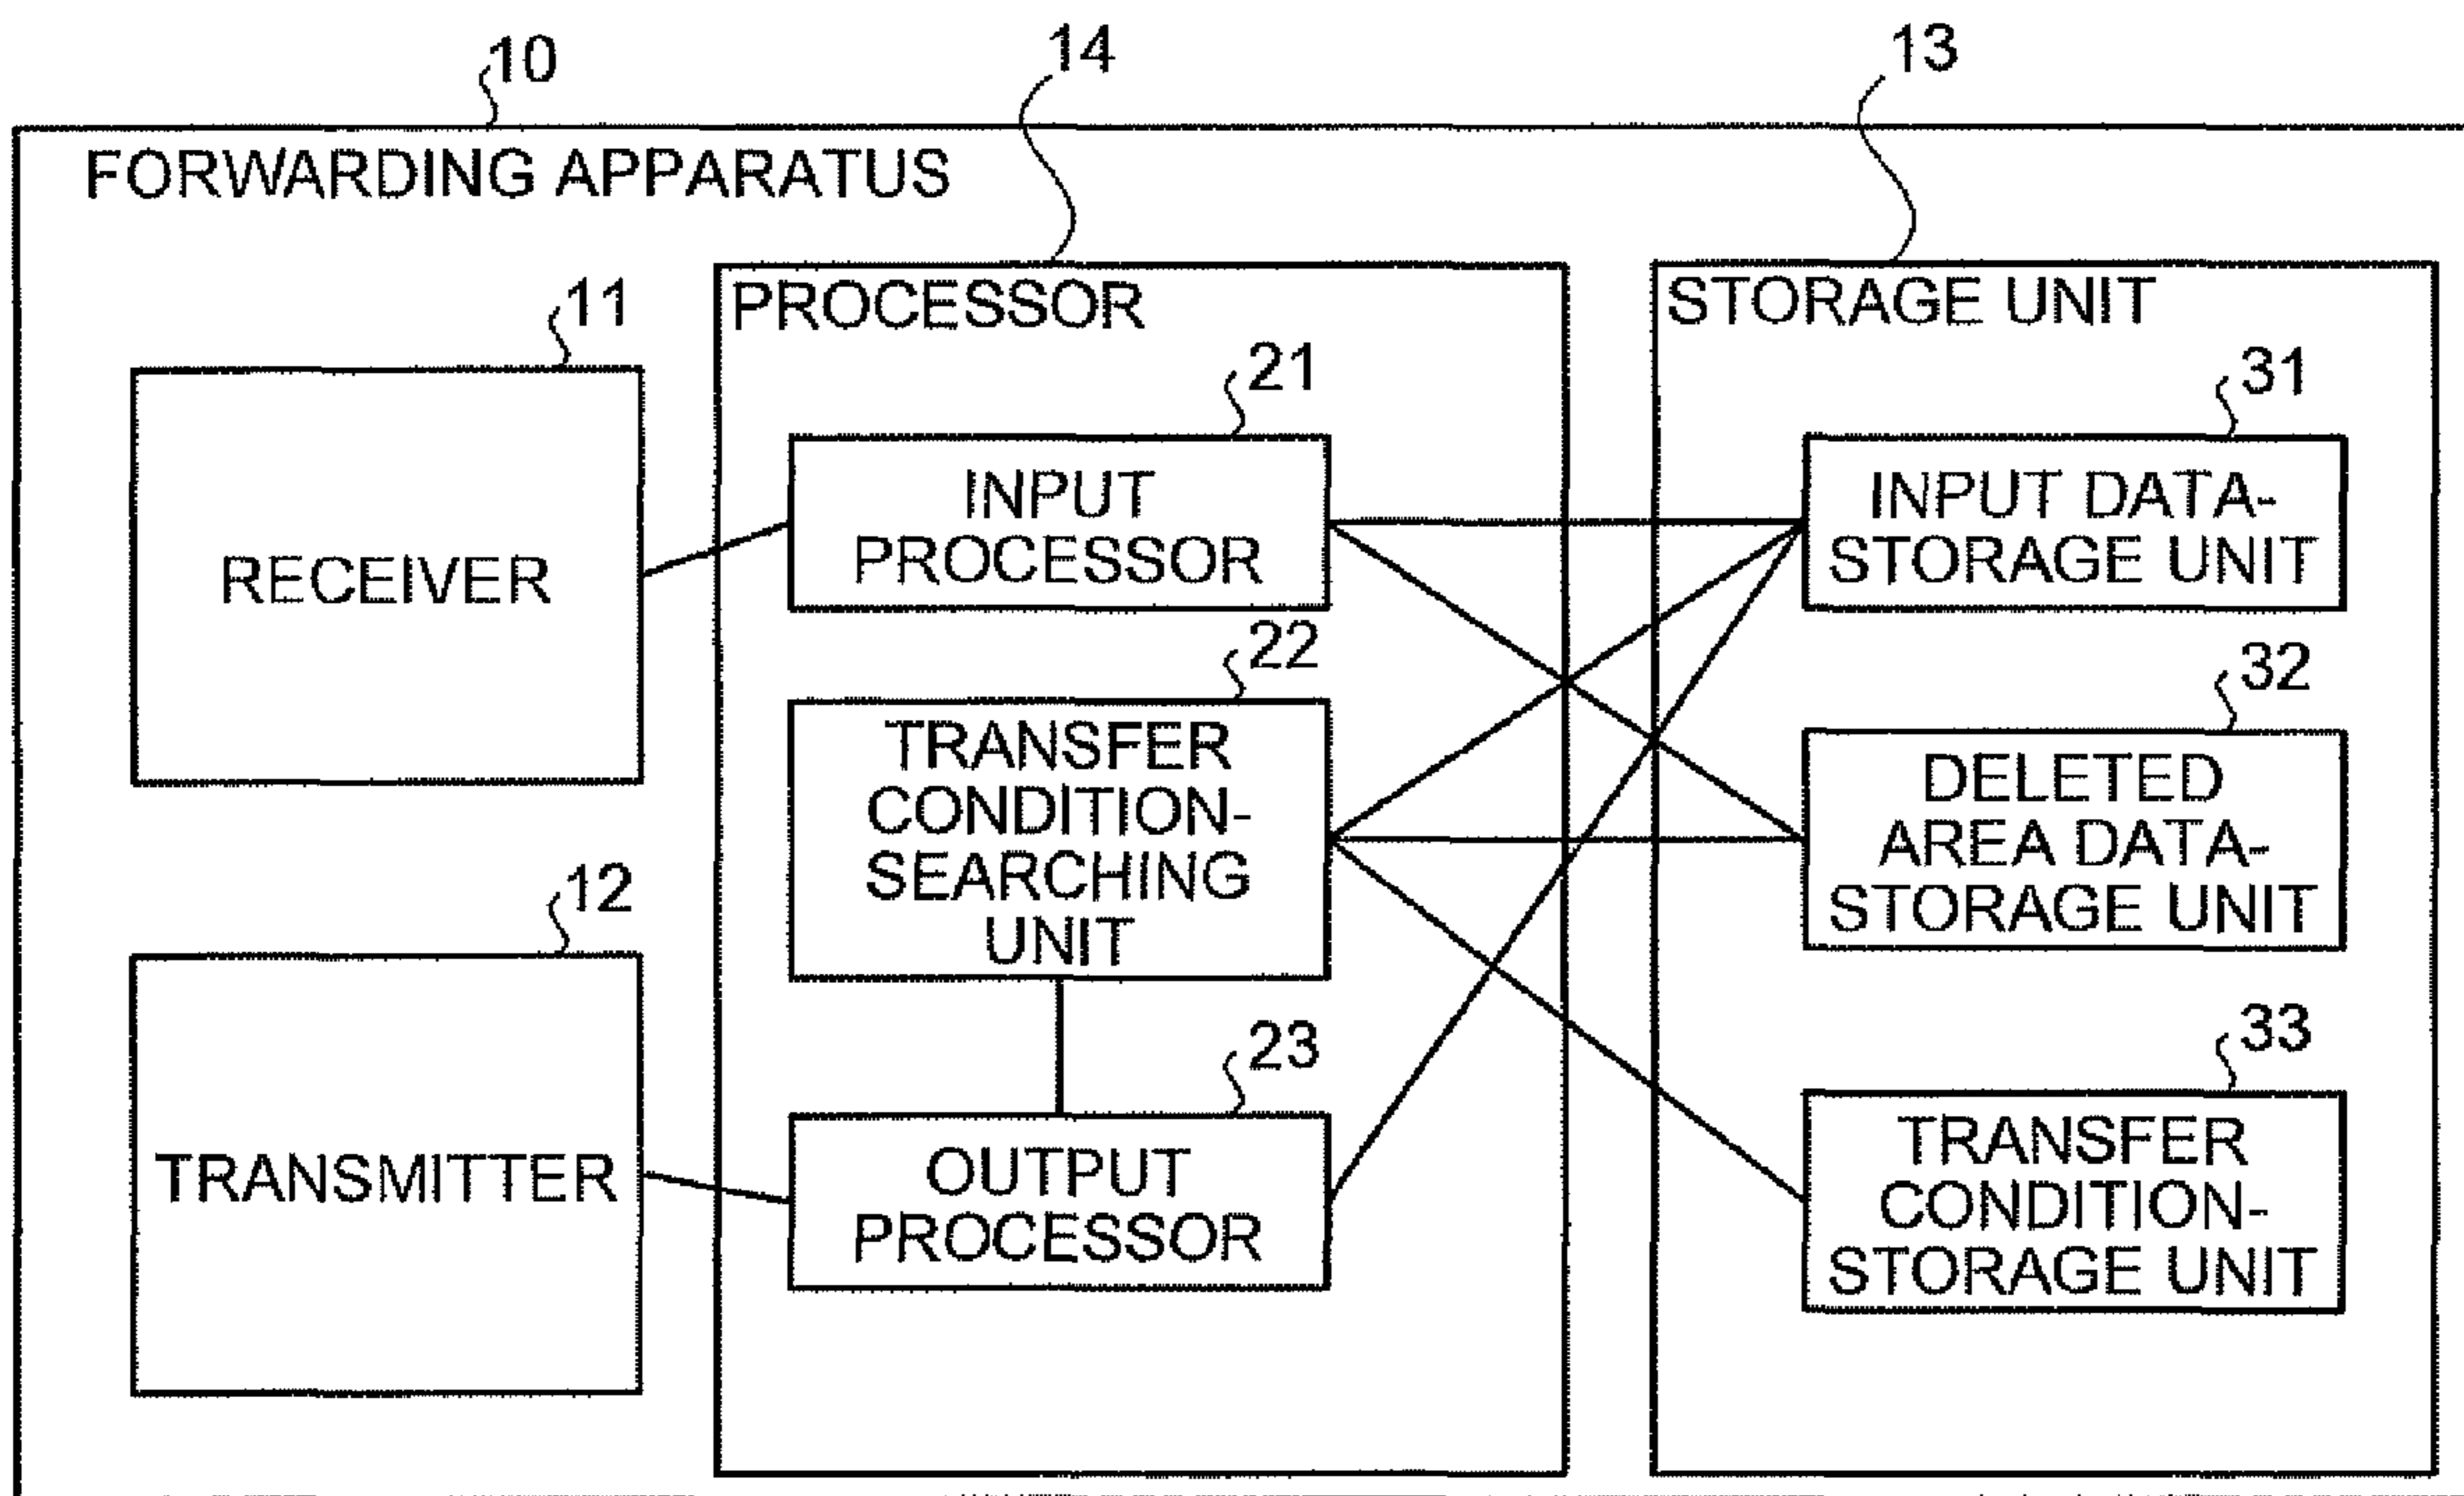 10
14
13
FORWARDING APPARATUS
11
PROCESSOR
STORAGE UNIT
21
31
RECEIVER
INPUT
PROCESSOR
INPUT DATA-
STORAGE UNIT
22
32
TRANSFER
CONDITION-
SEARCHING
UNIT
DELETED
AREA DATA-
STORAGE UNIT
12
23
33
TRANSMITTER
OUTPUT
PROCESSOR
TRANSFER
CONDITION-
STORAGE UNIT